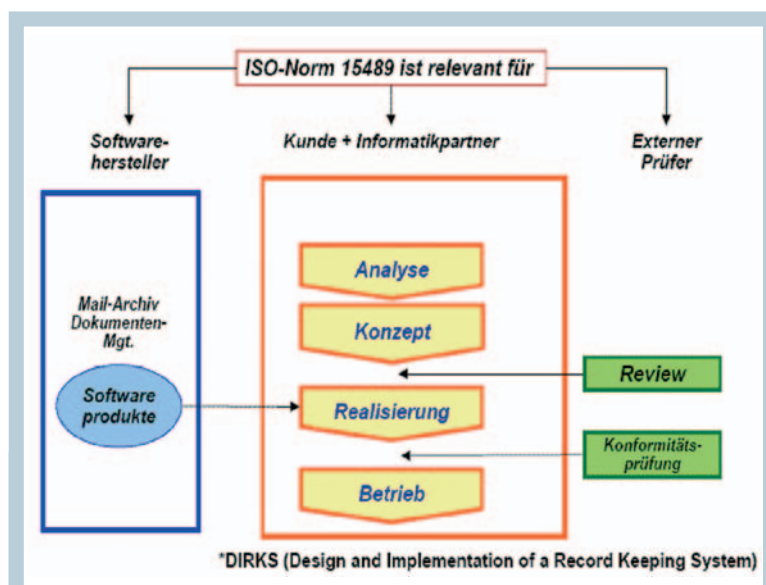 ISO-Norm 15489 ist relevant für
Software-
hersteller
Kunde + Informatikpartner
Externer
Prüfer
Mail-Archiv
Dokumenten-
Mgt.
Software
produkte
Analyse
Konzept
Realisierung
Betrieb
Review
Konformitäts-
prüfung
*DIRKS (Design and Implementation of a Record Keeping System)